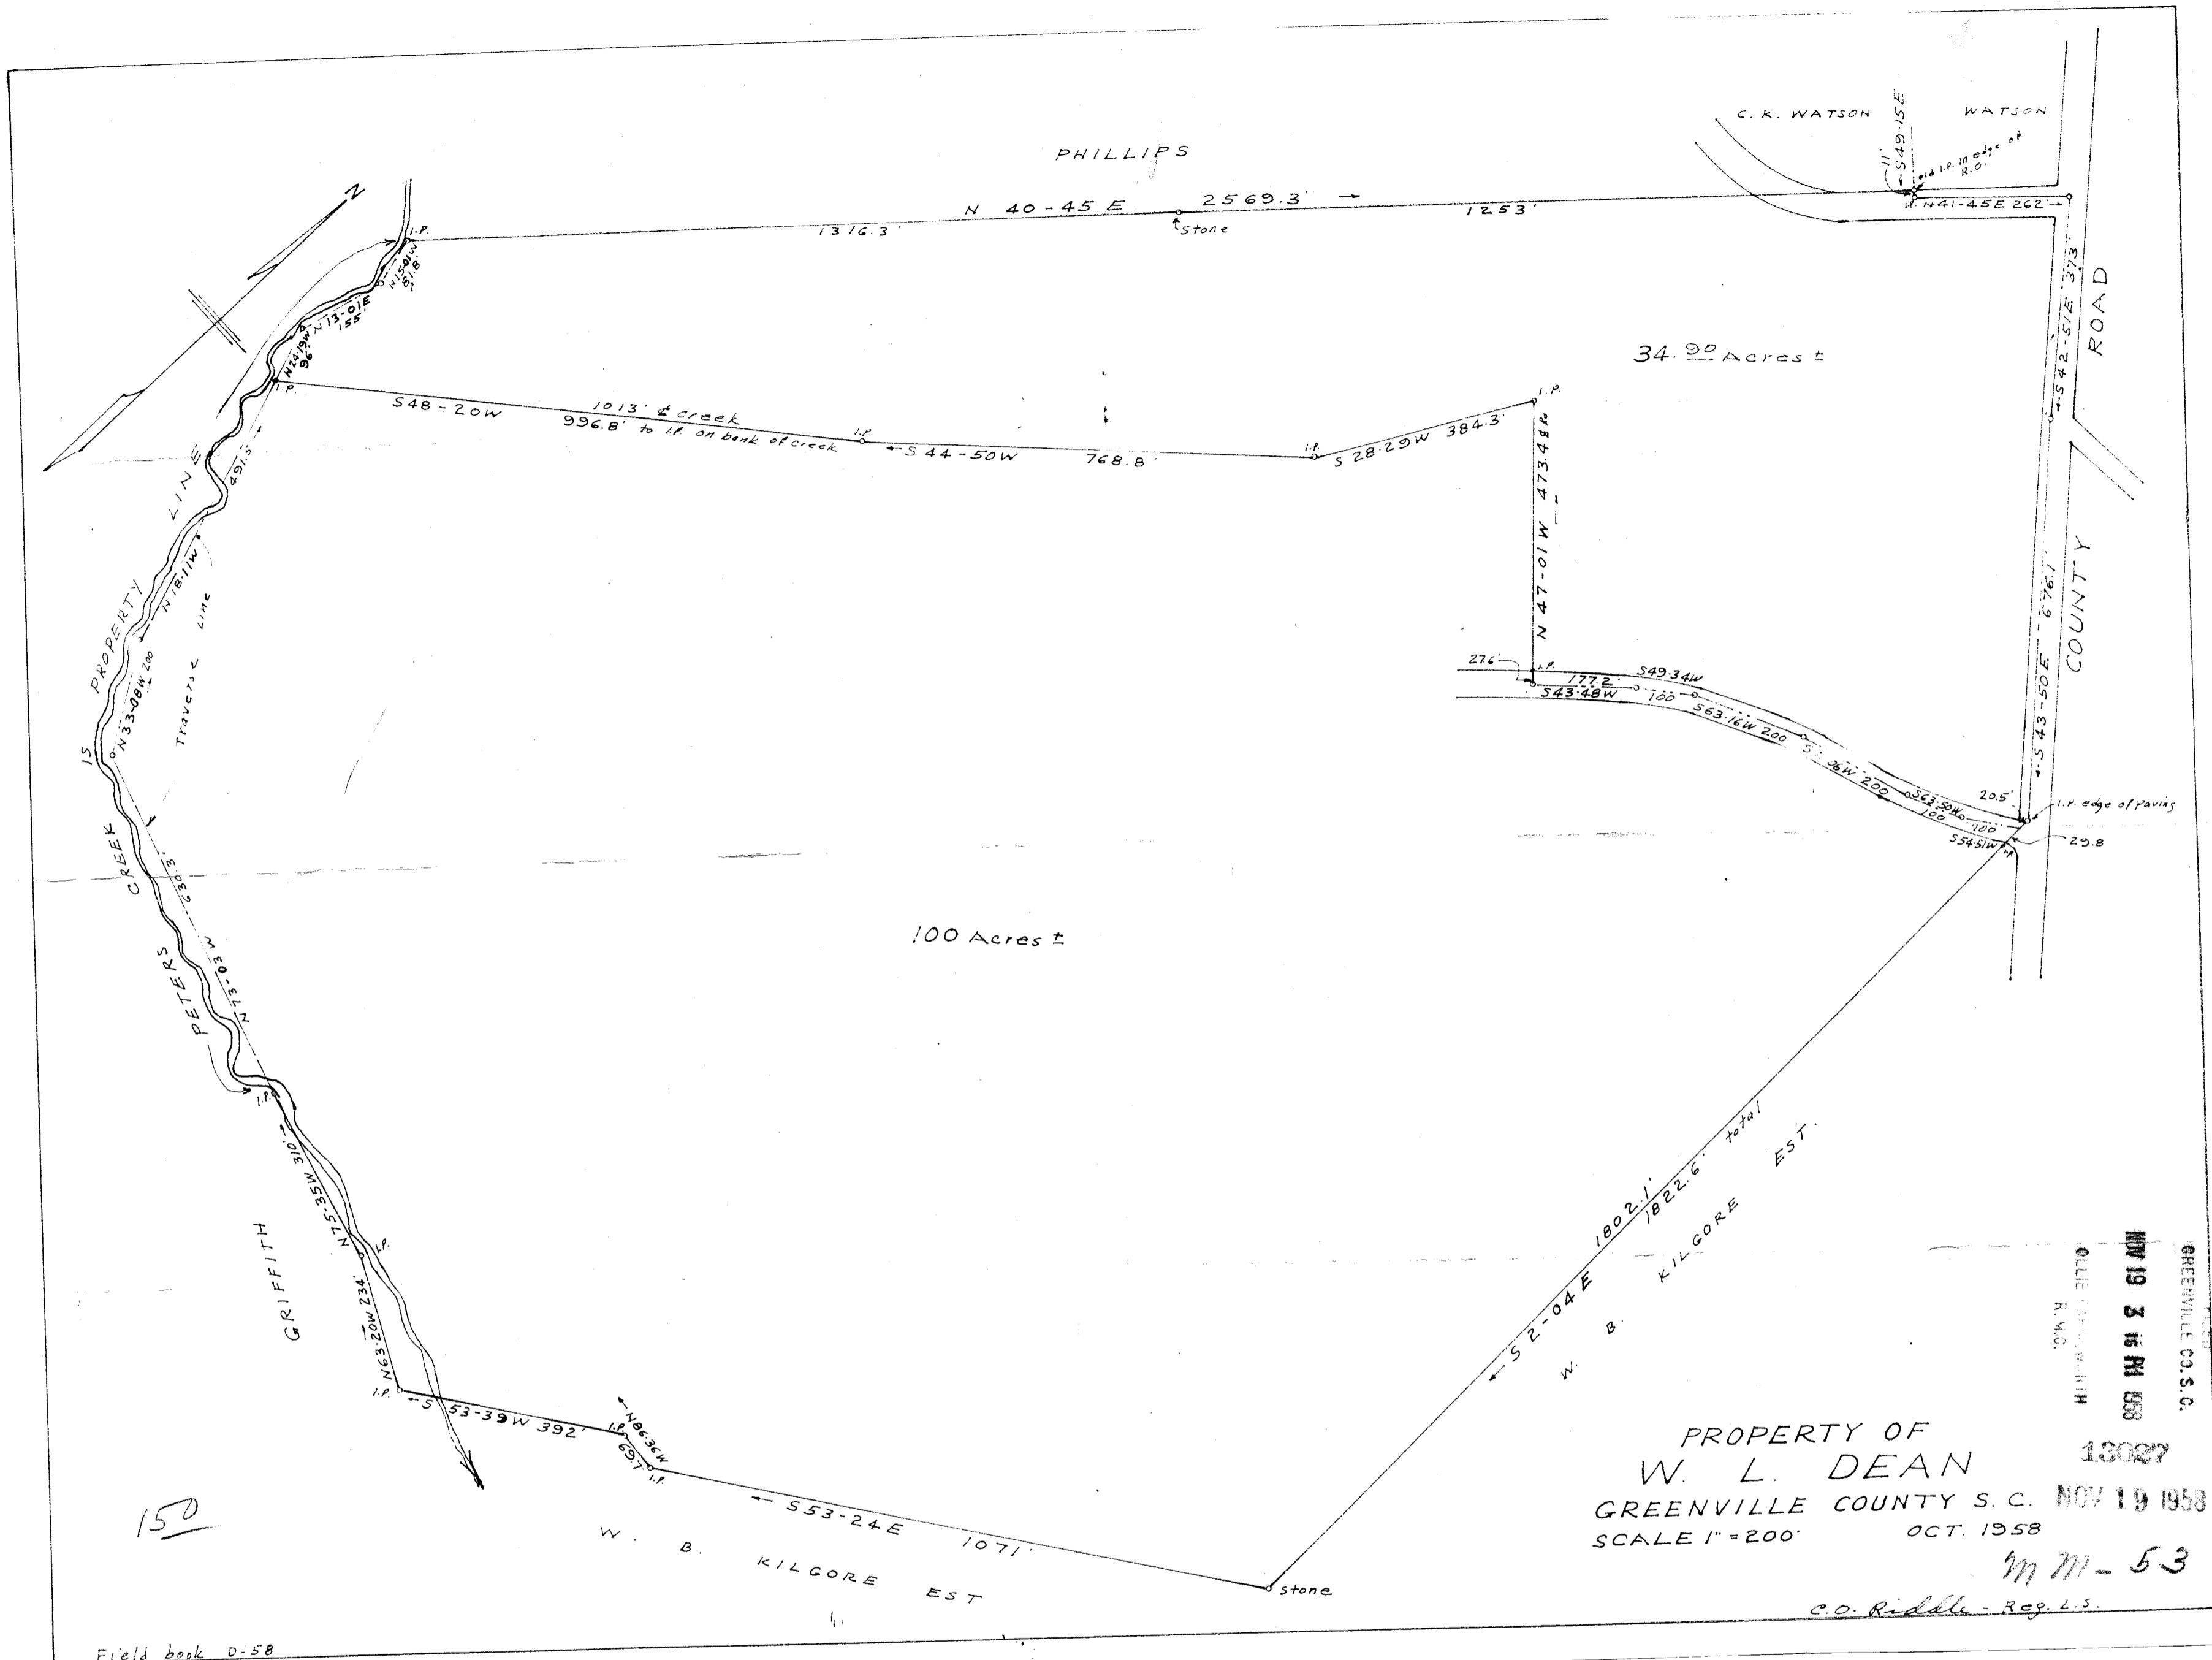 C. K. WATSON
WATSON
11'
S49-15E
old I.P. in edge of
R.O.
PHILLIPS
N 40-45 E 2569.3'
1316.3'
Stone
1253'
I.P.
N41-45E 262'
N
I.P.
N15-01W
81.8'
N13-01E
155'
N24-19W
96'
I.P.
S48-20W
1013' ¢ creek
996.8' to I.P. on bank of creek
I.P.
S 44-50W 768.8'
I.P.
S 28-29W 384.3'
I.P.
N 47-01W 473.4
34.90 Acres ±
S42-51E 373'
ROAD
COUNTY
S 43-50E 676.1'
27.6'
I.P.
177.2'
S43-48W
S49-34W
100
S63-16W 200
06W 200
S63-50W
100
100
S54-51W
20.5'
I.P. edge of Paving
29.8
I.P.
PROPERTY LINE
IS
CREEK
PETERS
491.5'
N18-11W
Traverse Line
N33-08W 200
630.3'
N73-03W
I.P.
100 Acres ±
N75-35W 310'
I.P.
GRIFFITH
N63-20W 234'
I.P.
S 53-39W 392'
I.P.
N86-36W
69.7
I.P.
S53-24E 1071'
W. B. KILGORE EST
stone
S 2-04E
1802.1'
1822.6' total
W. B. KILGORE EST.
GREENVILLE CO. S. C.
NOV 19 3 16 PM 1958
R.M.C.
150
PROPERTY OF
W. L. DEAN
GREENVILLE COUNTY S. C.
SCALE 1" = 200' OCT. 1958
13027
NOV 19 1958
MM-53
C.O. Riddle - Reg. L.S.
Field book D-58